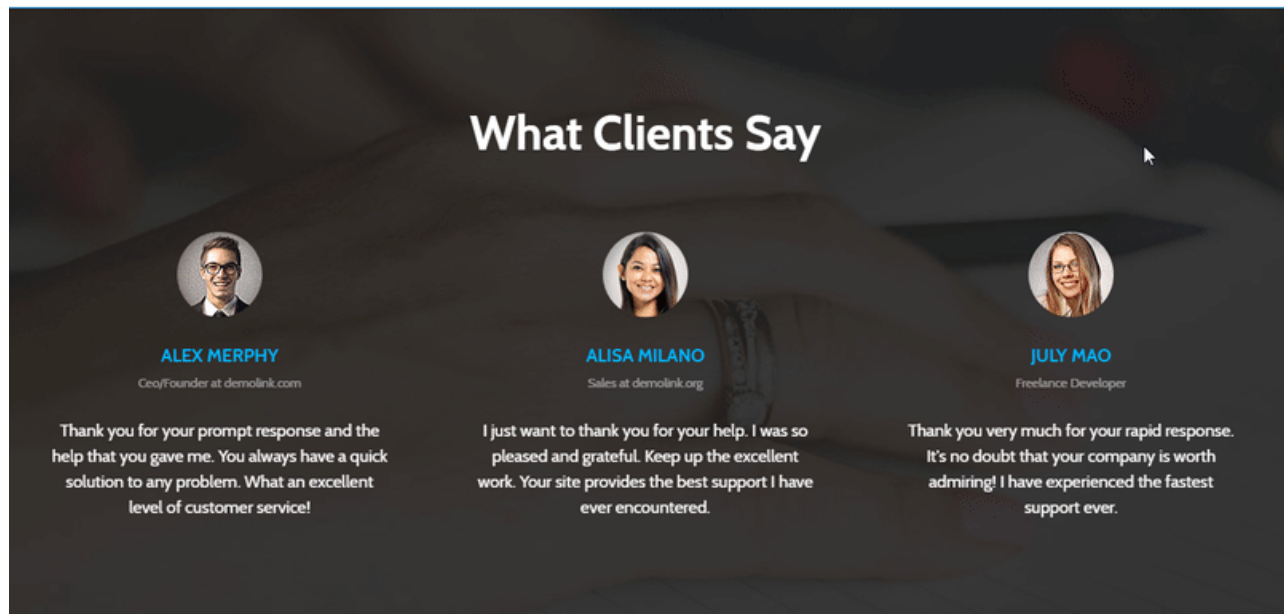 What Clients Say
ALEX MERPHY
Ceo/Founder at demolink.com
Thank you for your prompt response and the
help that you gave me. You always have a quick
solution to any problem. What an excellent
level of customer service!
ALISA MILANO
Sales at demolink.org
I just want to thank you for your help. I was so
pleased and grateful. Keep up the excellent
work. Your site provides the best support I have
ever encountered.
JULY MAO
Freelance Developer
Thank you very much for your rapid response.
It's no doubt that your company is worth
admiring! I have experienced the fastest
support ever.